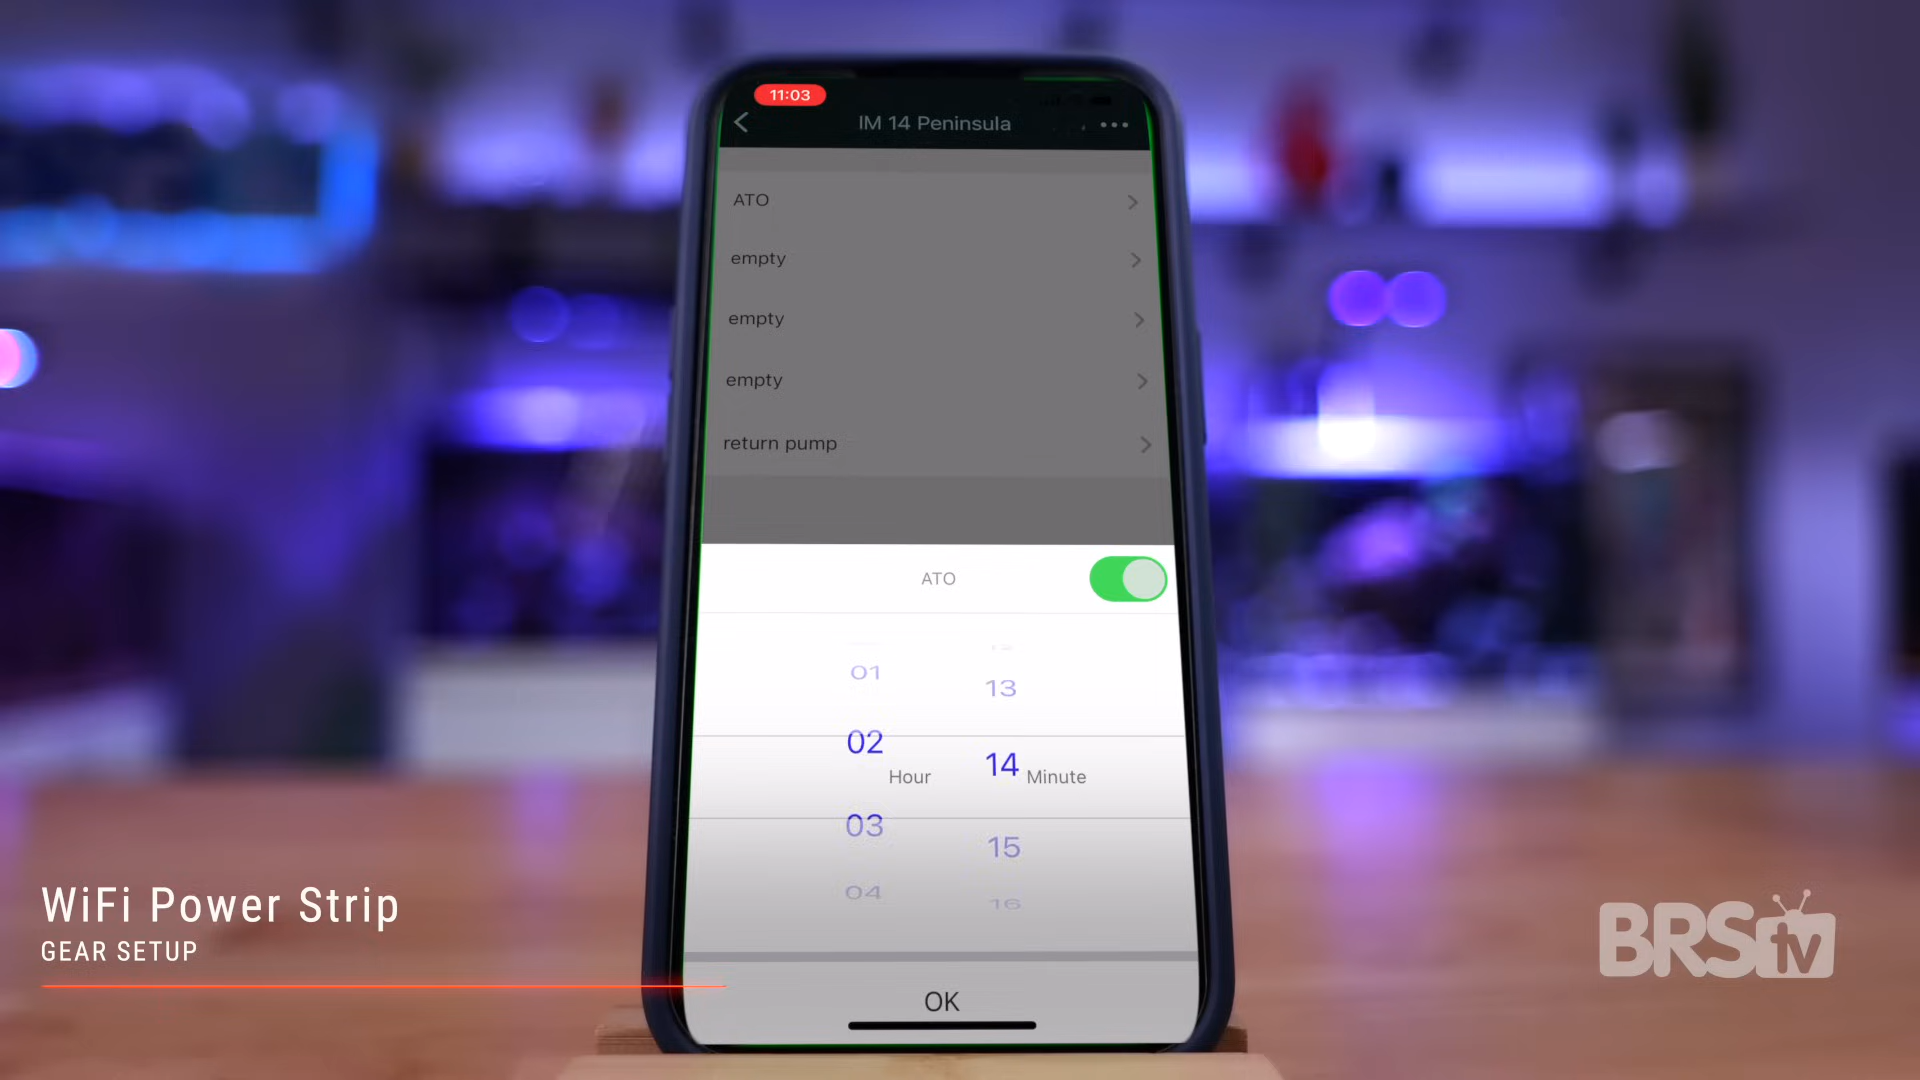 11:03
IM 14 Peninsula
ATO
empty
empty
empty
return pump
ATO
01
13
02
14
Hour
Minute
03
15
04
16
OK
WiFi Power Strip
GEAR SETUP
BRStv